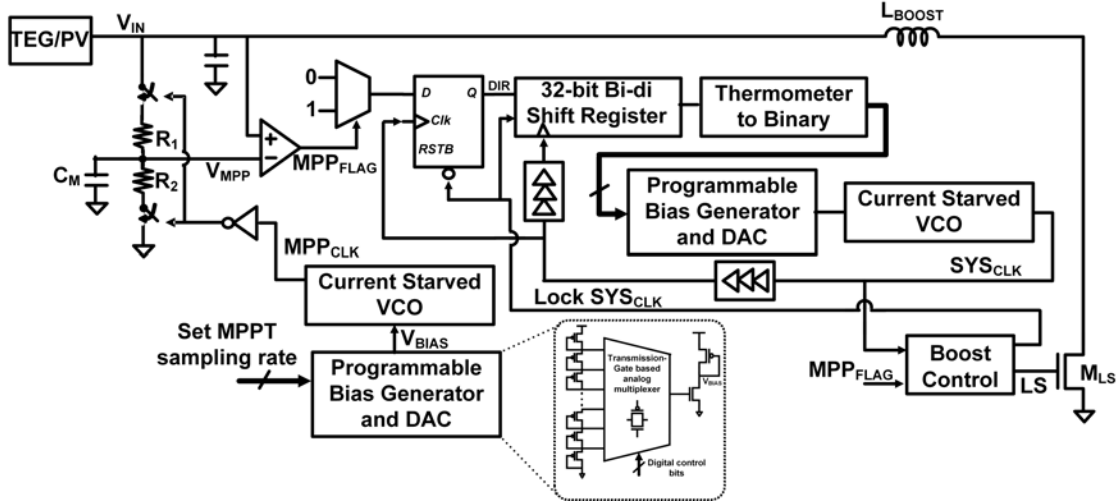 TEG/PV
V_IN
L_BOOST
0
1
D
Q
Clk
RSTB
DIR
32-bit Bi-di
Shift Register
Thermometer
to Binary
R_1
R_2
C_M
V_MPP
+
−
MPP_FLAG
Programmable
Bias Generator
and DAC
Current Starved
VCO
MPP_CLK
SYS_CLK
Current Starved
VCO
Lock SYS_CLK
Set MPPT
sampling rate
V_BIAS
Programmable
Bias Generator
and DAC
Transmission-
Gate based
analog
multiplexer
V_BIAS
Digital control
bits
MPP_FLAG
Boost
Control
LS
M_LS